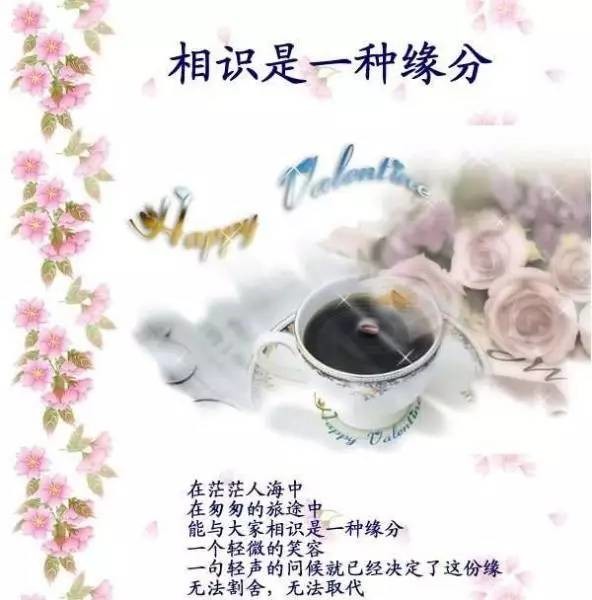 相识是一种缘分
Happy Valentine
Happy Valentine
在茫茫人海中
在匆匆的旅途中
能与大家相识是一种缘分
一个轻微的笑容
一句轻声的问候就已经决定了这份缘
无法割舍，无法取代